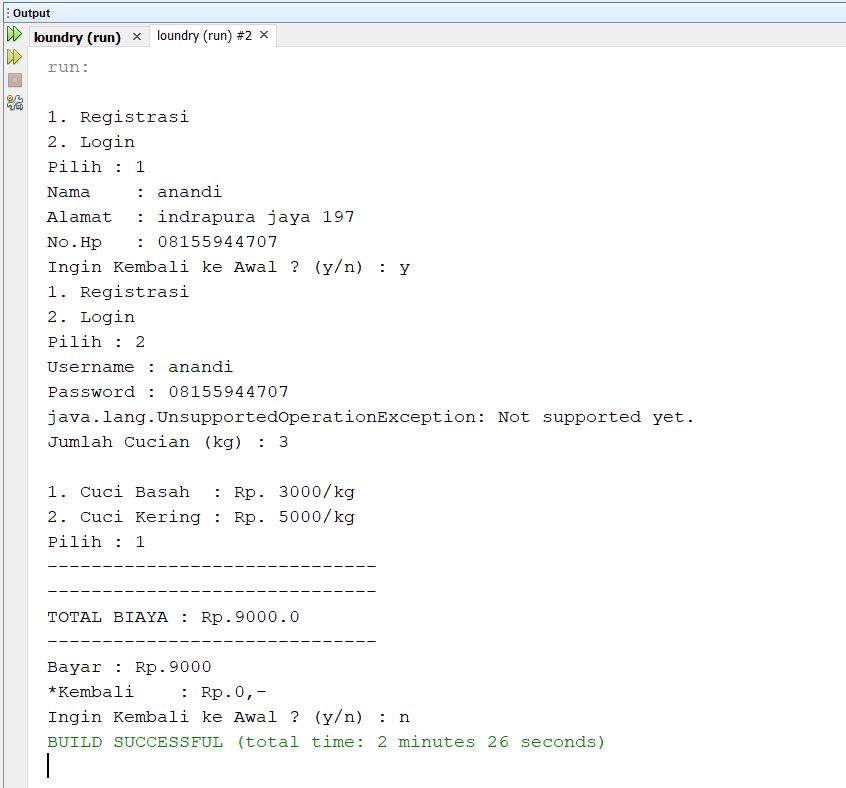 Output
loundry (run) × loundry (run) #2 ×
run:
1. Registrasi
2. Login
Pilih : 1
Nama    : anandi
Alamat  : indrapura jaya 197
No.Hp   : 08155944707
Ingin Kembali ke Awal ? (y/n) : y
1. Registrasi
2. Login
Pilih : 2
Username : anandi
Password : 08155944707
java.lang.UnsupportedOperationException: Not supported yet.
Jumlah Cucian (kg) : 3
1. Cuci Basah  : Rp. 3000/kg
2. Cuci Kering : Rp. 5000/kg
Pilih : 1
------------------------------
------------------------------
TOTAL BIAYA : Rp.9000.0
------------------------------
Bayar : Rp.9000
*Kembali    : Rp.0,-
Ingin Kembali ke Awal ? (y/n) : n
BUILD SUCCESSFUL (total time: 2 minutes 26 seconds)